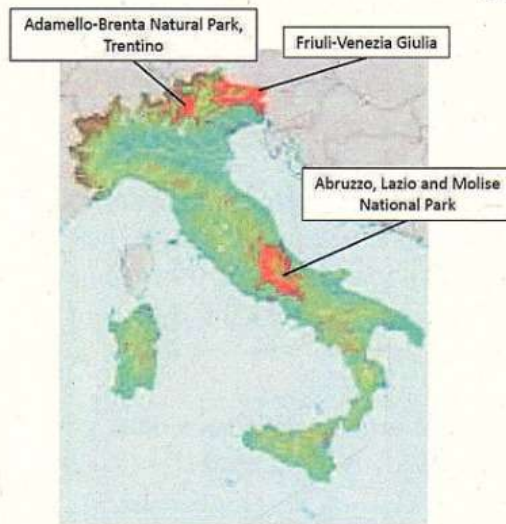 Adamello-Brenta Natural Park,
Trentino
Friuli-Venezia Giulia
Abruzzo, Lazio and Molise
National Park